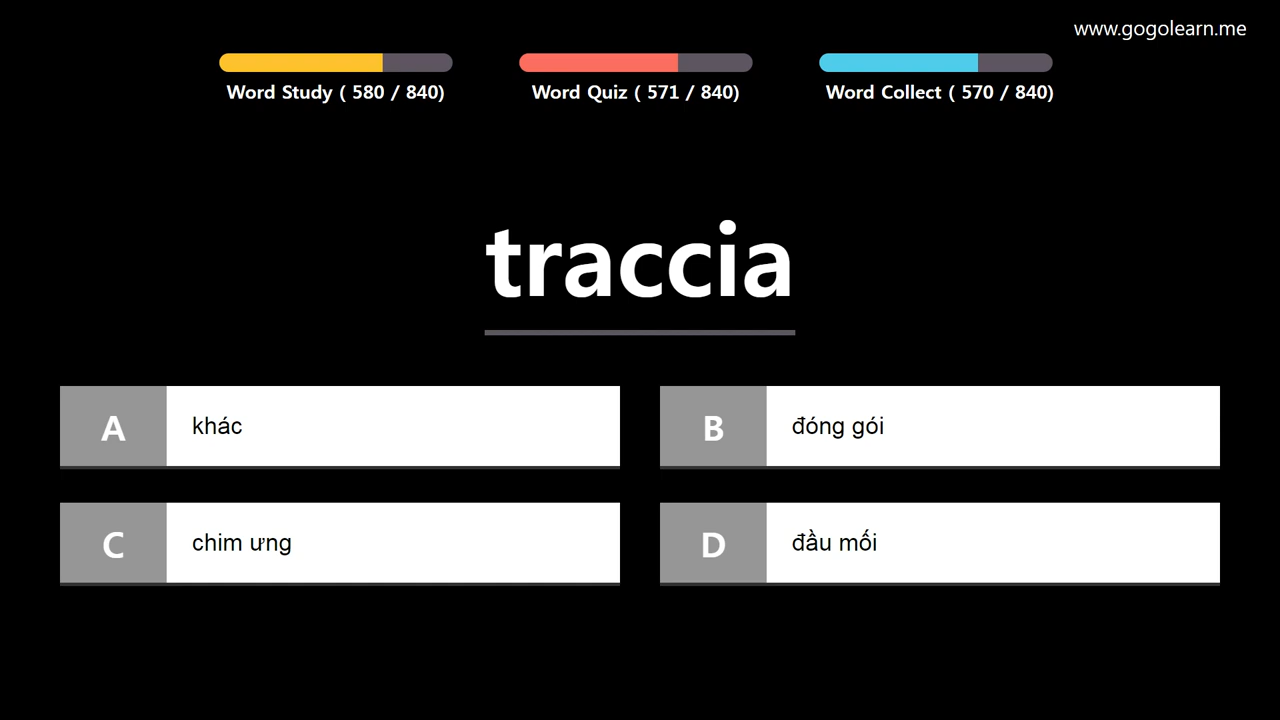 www.gogolearn.me
Word Study ( 580 / 840)
Word Quiz ( 571 / 840)
Word Collect ( 570 / 840)
traccia
A khác
B đóng gói
C chim ưng
D đầu mối